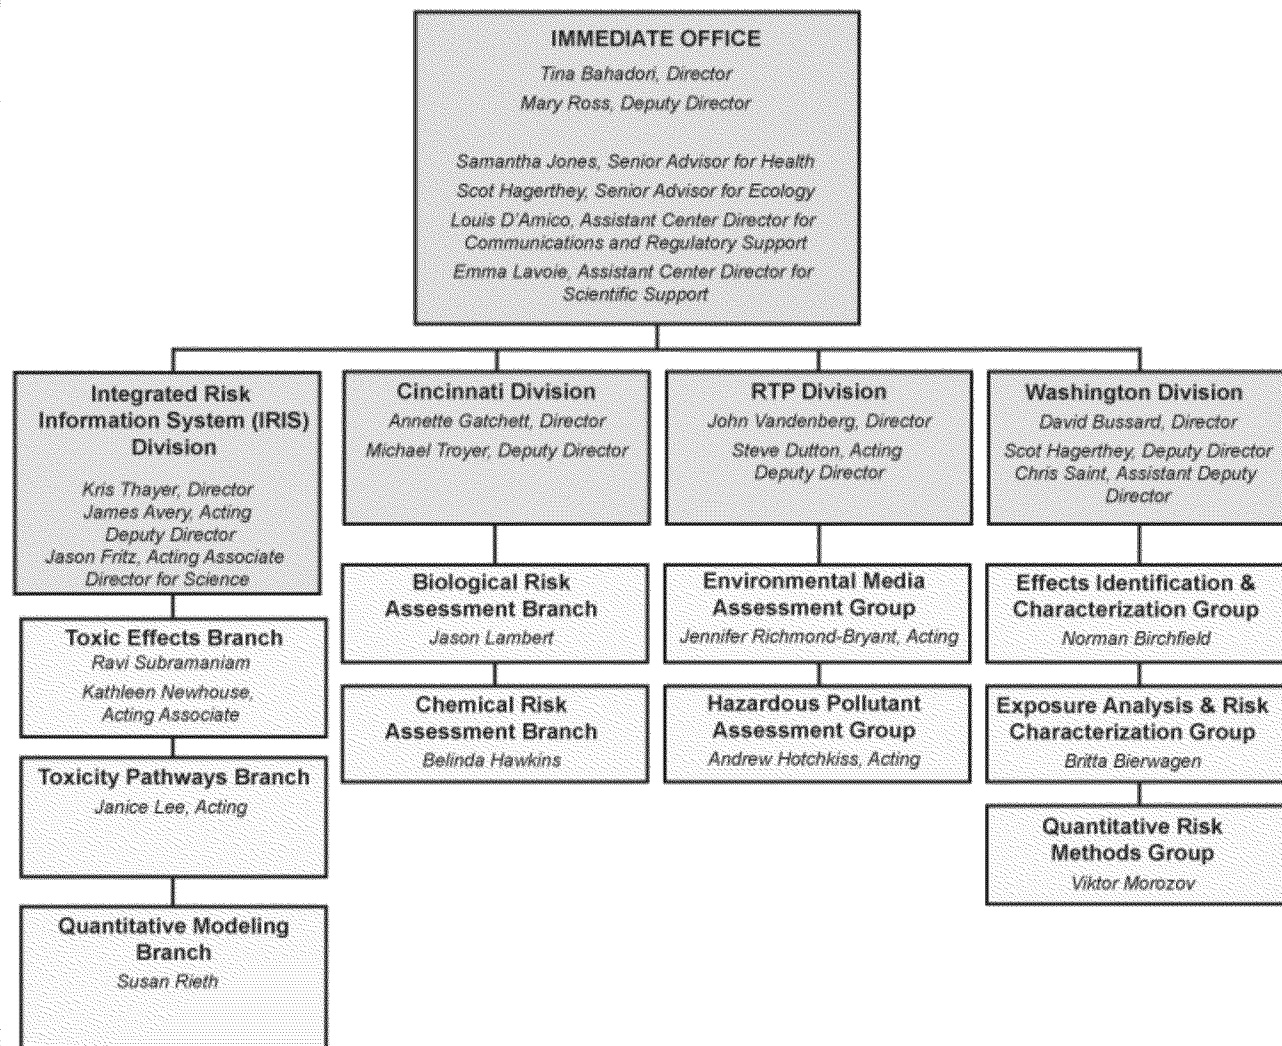 IMMEDIATE OFFICE
Tina Bahadori, Director
Mary Ross, Deputy Director
Samantha Jones, Senior Advisor for Health
Scot Hagerthey, Senior Advisor for Ecology
Louis D'Amico, Assistant Center Director for
Communications and Regulatory Support
Emma Lavoie, Assistant Center Director for
Scientific Support
Integrated Risk
Information System (IRIS)
Division
Kris Thayer, Director
James Avery, Acting
Deputy Director
Jason Fritz, Acting Associate
Director for Science
Toxic Effects Branch
Ravi Subramaniam
Kathleen Newhouse,
Acting Associate
Toxicity Pathways Branch
Janice Lee, Acting
Quantitative Modeling
Branch
Susan Rieth
Cincinnati Division
Annette Gatchett, Director
Michael Troyer, Deputy Director
Biological Risk
Assessment Branch
Jason Lambert
Chemical Risk
Assessment Branch
Belinda Hawkins
RTP Division
John Vandenberg, Director
Steve Dutton, Acting
Deputy Director
Environmental Media
Assessment Group
Jennifer Richmond-Bryant, Acting
Hazardous Pollutant
Assessment Group
Andrew Hotchkiss, Acting
Washington Division
David Bussard, Director
Scot Hagerthey, Deputy Director
Chris Saint, Assistant Deputy
Director
Effects Identification &
Characterization Group
Norman Birchfield
Exposure Analysis & Risk
Characterization Group
Britta Bierwagen
Quantitative Risk
Methods Group
Viktor Morozov